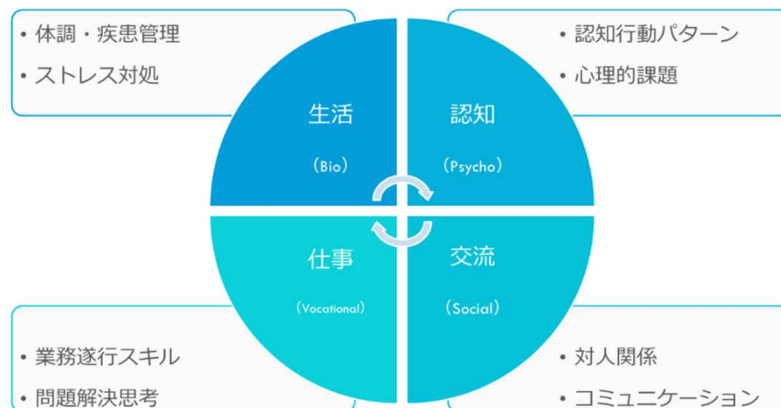 • 体調・疾患管理
• ストレス対処
• 認知行動パターン
• 心理的課題
生活
（Bio）
認知
（Psycho）
仕事
（Vocational）
交流
（Social）
• 業務遂行スキル
• 問題解決思考
• 対人関係
• コミュニケーション